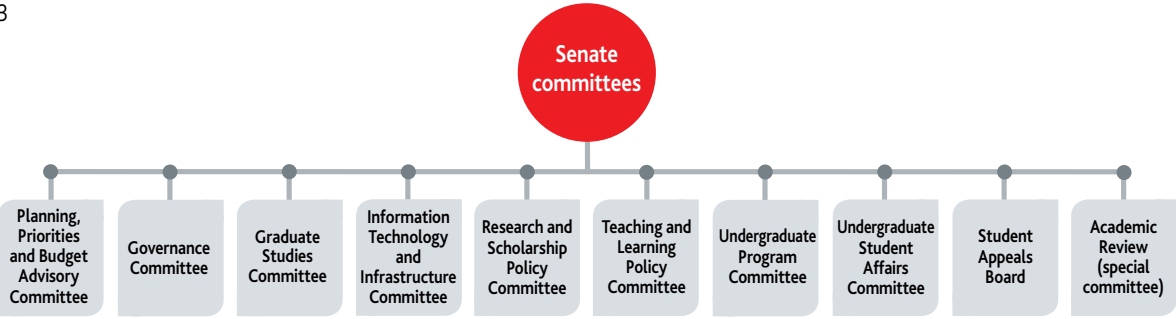 3
Senate
committees
Planning,
Priorities
and Budget
Advisory
Committee
Governance
Committee
Graduate
Studies
Committee
Information
Technology
and
Infrastructure
Committee
Research and
Scholarship
Policy
Committee
Teaching and
Learning
Policy
Committee
Undergraduate
Program
Committee
Undergraduate
Student
Affairs
Committee
Student
Appeals
Board
Academic
Review
(special
committee)